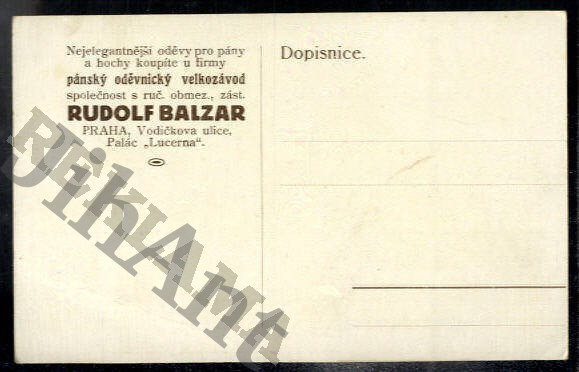 Nejelegantnější oděvy pro pány
a hochy koupíte u firmy
pánský oděvnický velkozávod
společnost s ruč. obmez., zást.
RUDOLF BALZAR
PRAHA, Vodičkova ulice,
Palác „Lucerna“.
Dopisnice.
REKLAMA